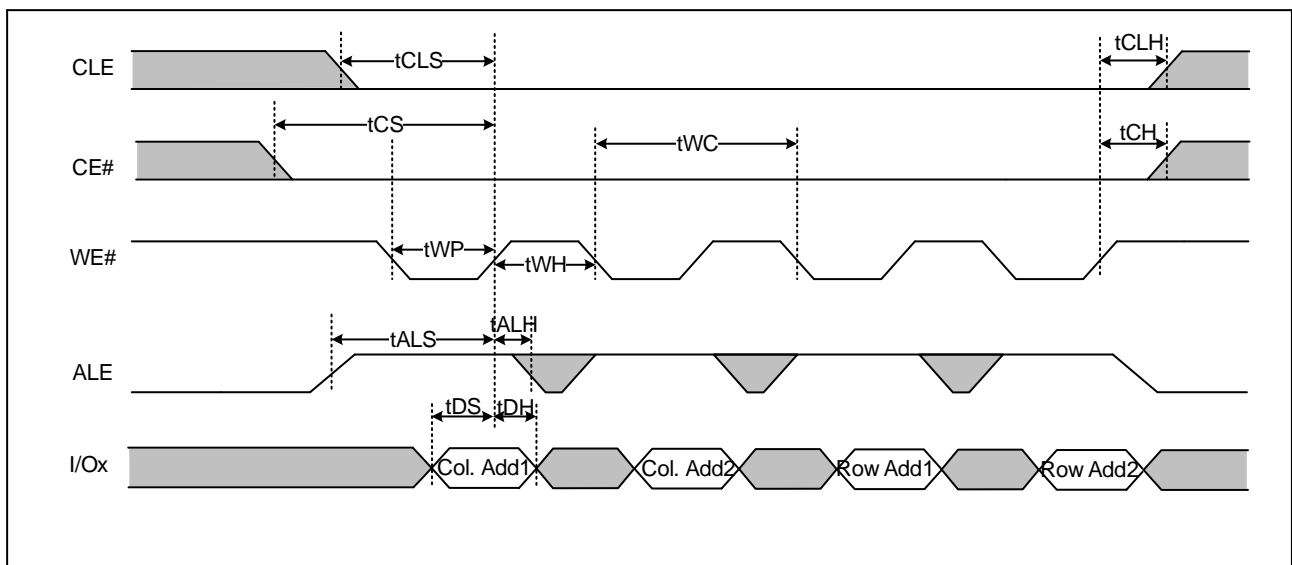 CLE
tCLS
tCLH
CE#
tCS
tWC
tCH
WE#
tWP
tWH
ALE
tALS
tALH
tDS
tDH
I/Ox
Col. Add1
Col. Add2
Row Add1
Row Add2